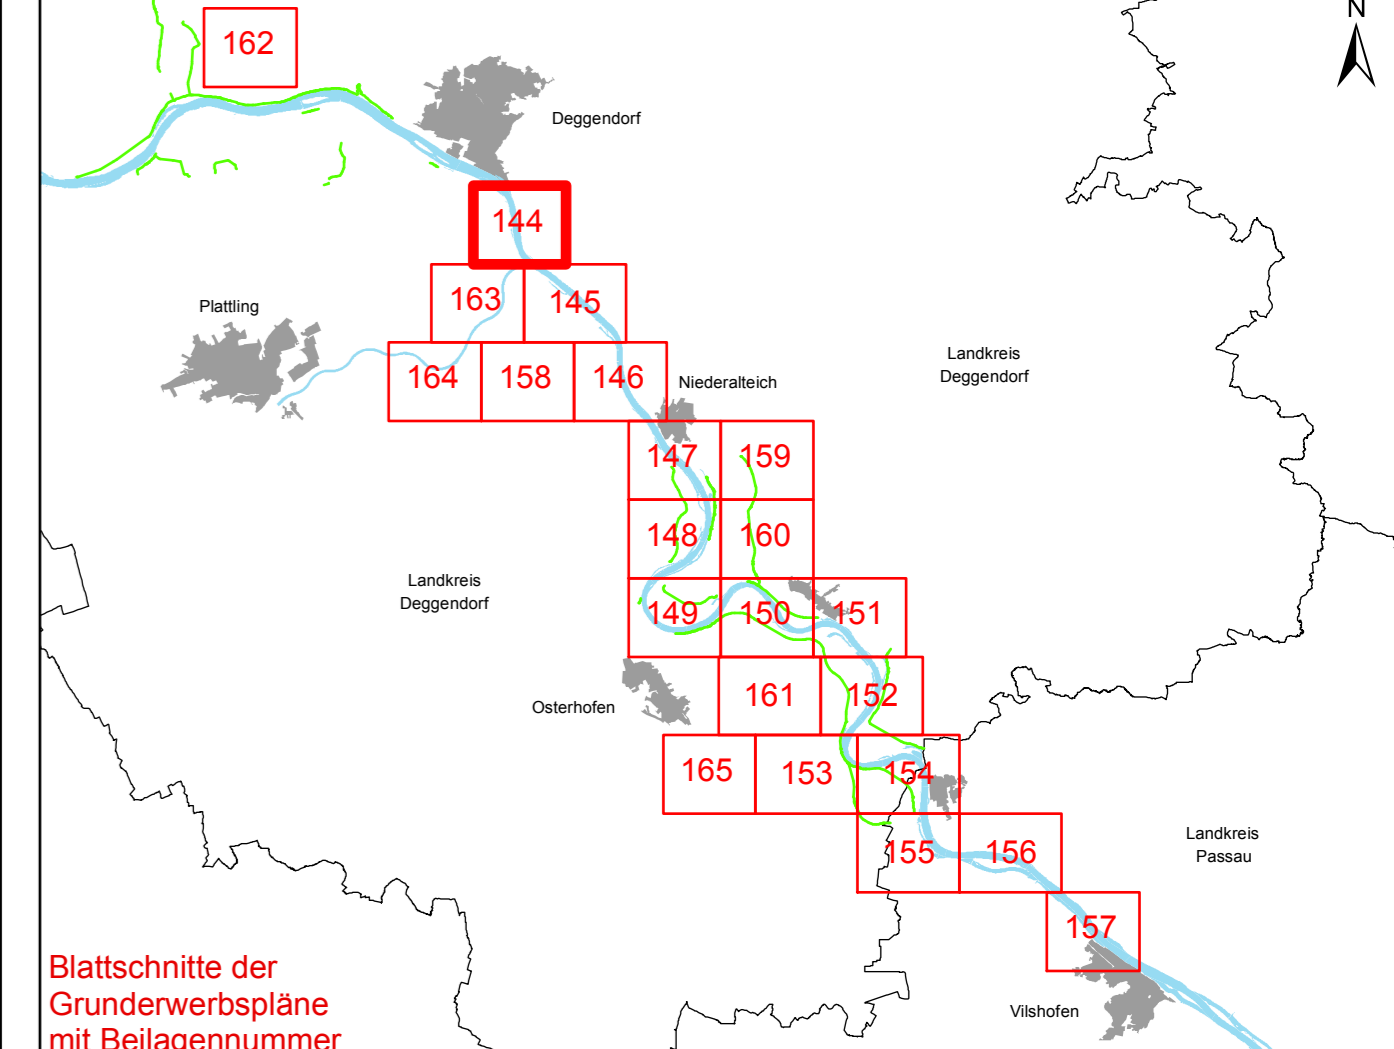 N
162
Deggendorf
144
Plattling
163
145
Landkreis
Deggendorf
164
158
146
Niederalteich
147
159
148
160
Landkreis
Deggendorf
149
150
151
Osterhofen
161
152
165
153
154
Landkreis
Passau
155
156
157
Vilshofen
Blattschnitte der
Grunderwerbspläne
mit Beilagennummer